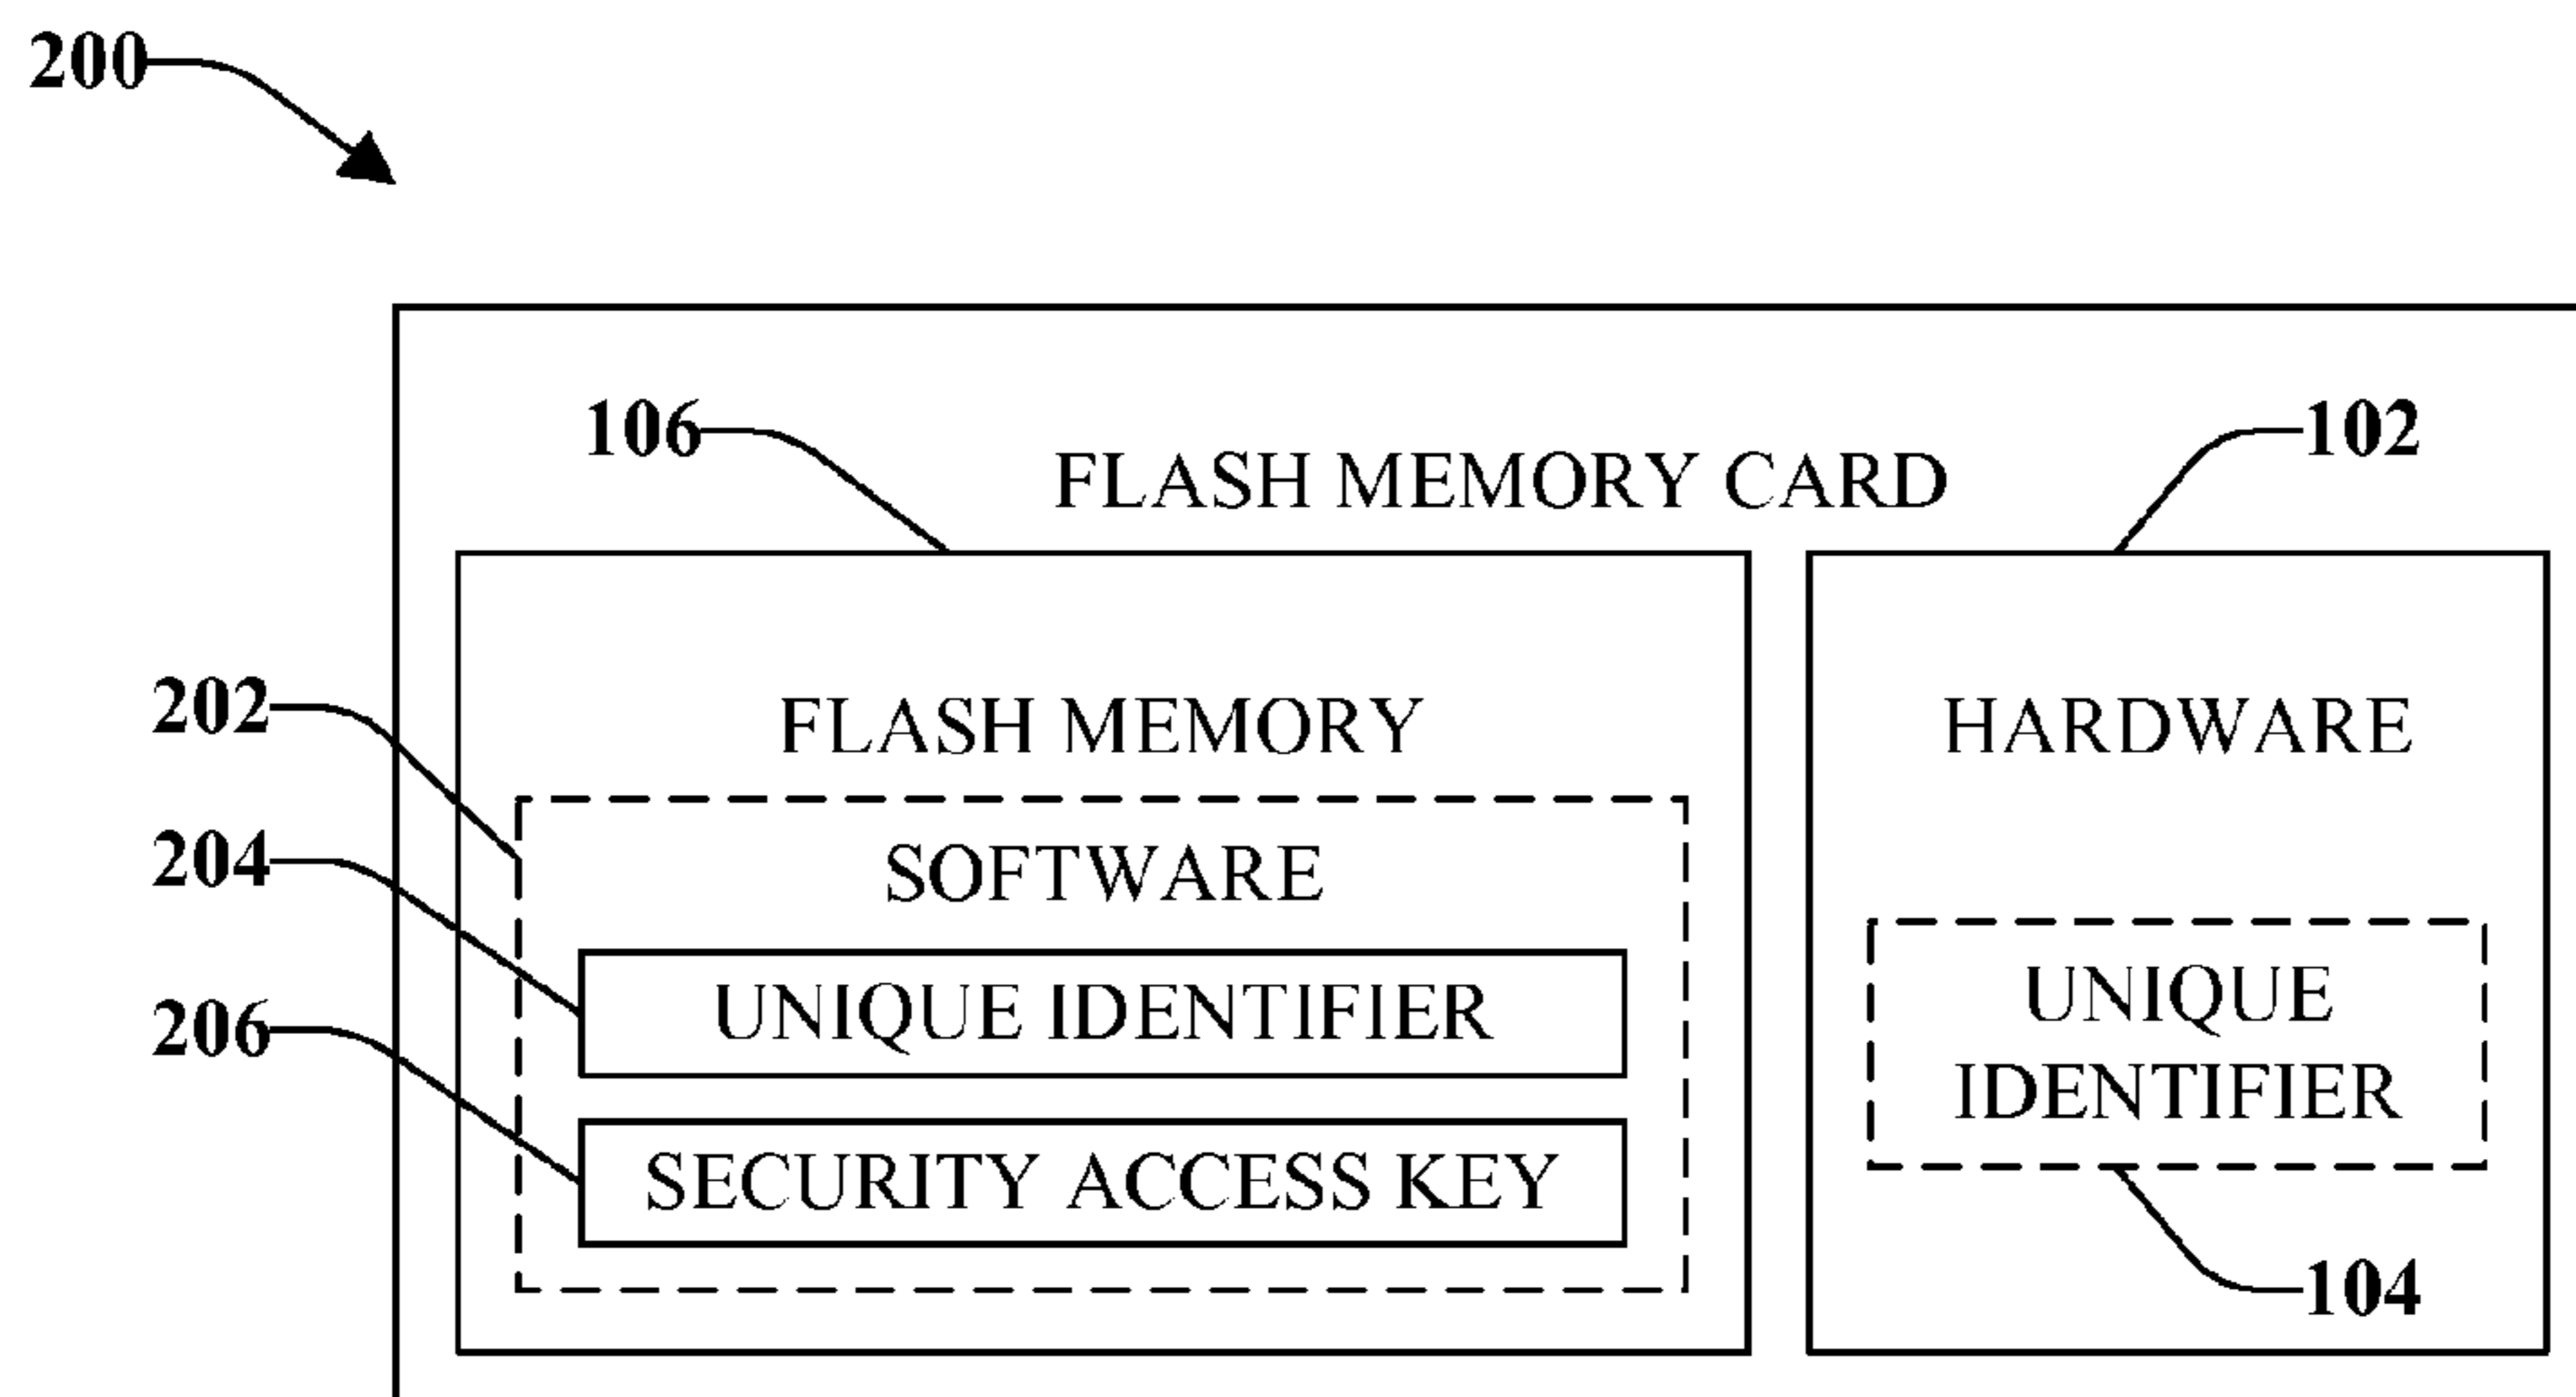 200
106
102
FLASH MEMORY CARD
202
FLASH MEMORY
HARDWARE
204
SOFTWARE
206
UNIQUE IDENTIFIER
SECURITY ACCESS KEY
UNIQUE
IDENTIFIER
104